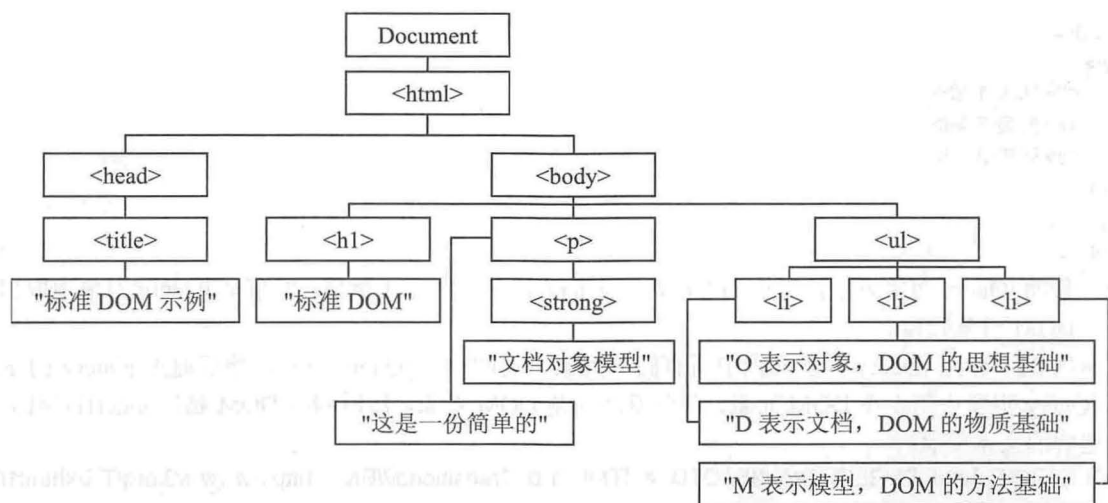 Document
<html>
<head>
<body>
<title>
<h1>
<p>
<ul>
"标准 DOM 示例"
"标准 DOM"
<strong>
<li>
<li>
<li>
"文档对象模型"
"O 表示对象，DOM 的思想基础"
"这是一份简单的"
"D 表示文档，DOM 的物质基础"
"M 表示模型，DOM 的方法基础"